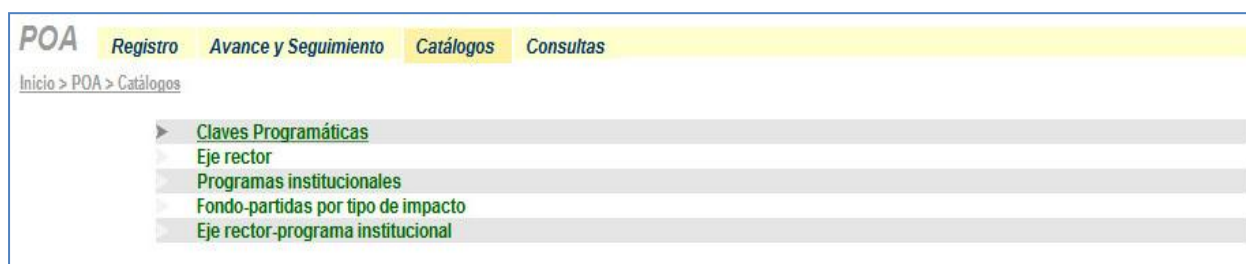 POA Registro Avance y Seguimiento Catálogos Consultas
Inicio > POA > Catálogos
Claves Programáticas
Eje rector
Programas institucionales
Fondo-partidas por tipo de impacto
Eje rector-programa institucional